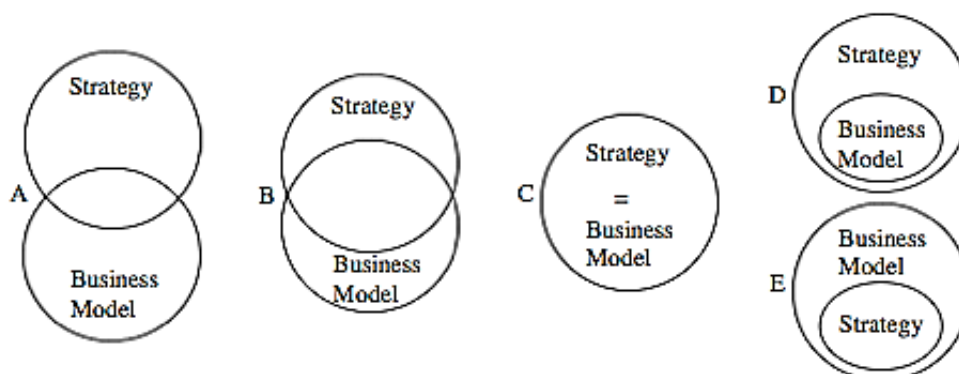 A
Strategy
Business
Model
B
Strategy
Business
Model
C
Strategy
=
Business
Model
D
Strategy
Business
Model
E
Business
Model
Strategy